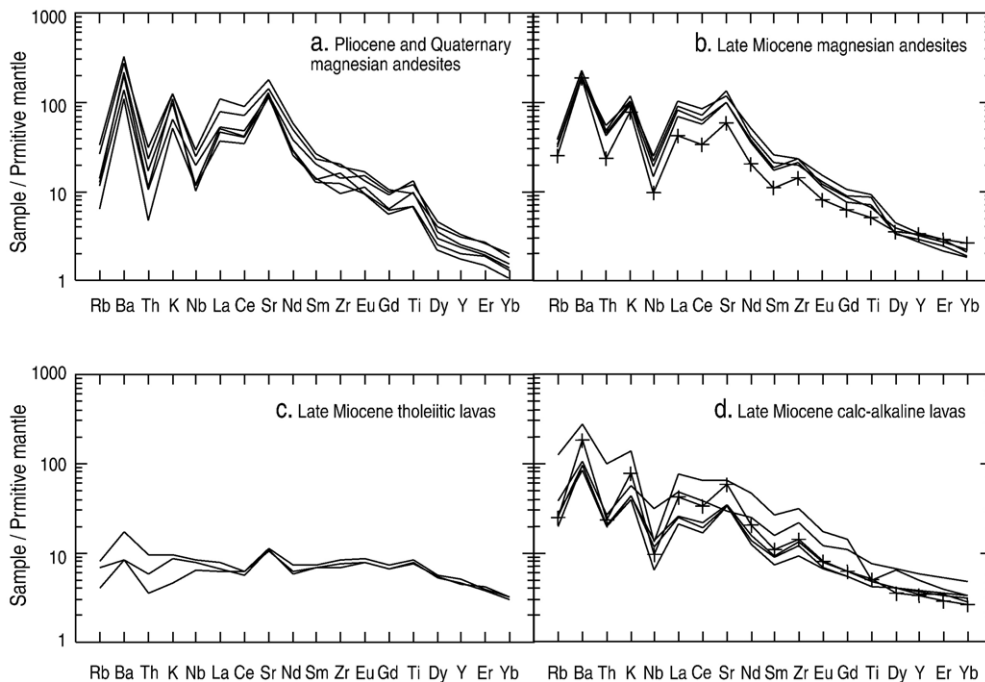 1000
100
10
1
Sample / Prmitive mantle
a. Pliocene and Quaternary
magnesian andesites
Rb Ba Th K Nb La Ce Sr Nd Sm Zr Eu Gd Ti Dy Y Er Yb
b. Late Miocene magnesian andesites
Rb Ba Th K Nb La Ce Sr Nd Sm Zr Eu Gd Ti Dy Y Er Yb
1000
100
10
1
Sample / Prmitive mantle
c. Late Miocene tholeiitic lavas
Rb Ba Th K Nb La Ce Sr Nd Sm Zr Eu Gd Ti Dy Y Er Yb
d. Late Miocene calc-alkaline lavas
Rb Ba Th K Nb La Ce Sr Nd Sm Zr Eu Gd Ti Dy Y Er Yb